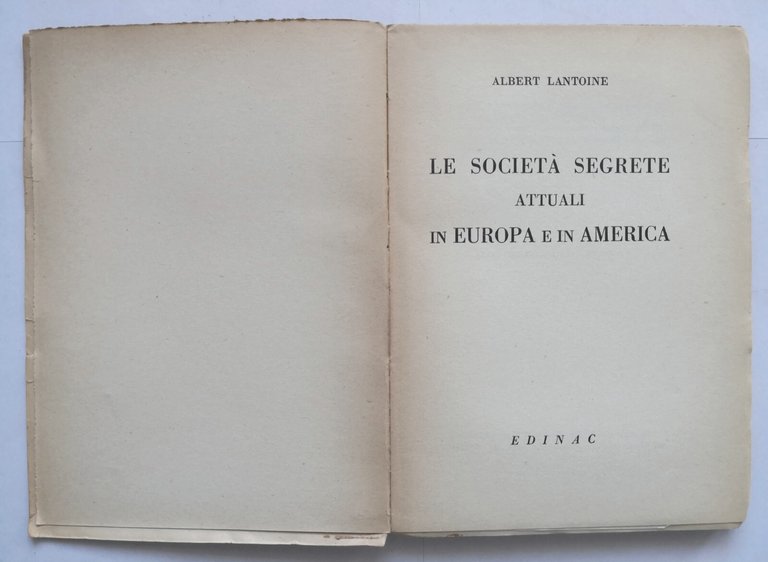 ALBERT LANTOINE
LE SOCIETÀ SEGRETE
ATTUALI
IN EUROPA E IN AMERICA
EDINAC